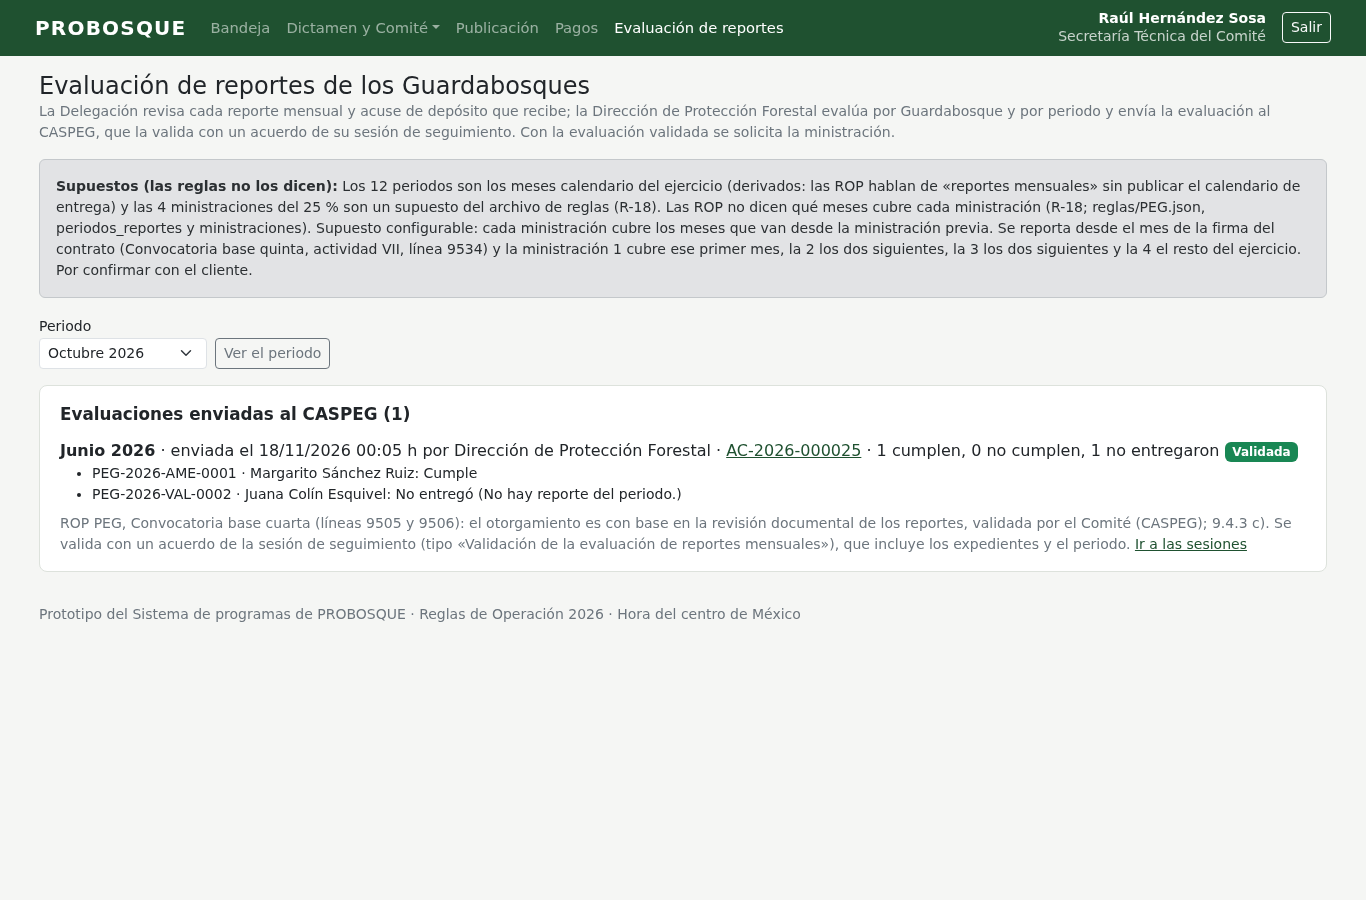 PROBOSQUE
Bandeja
Dictamen y Comité
Publicación
Pagos
Evaluación de reportes
Raúl Hernández Sosa
Secretaría Técnica del Comité
Salir
Evaluación de reportes de los Guardabosques
La Delegación revisa cada reporte mensual y acuse de depósito que recibe; la Dirección de Protección Forestal evalúa por Guardabosque y por periodo y envía la evaluación al
CASPEG, que la valida con un acuerdo de su sesión de seguimiento. Con la evaluación validada se solicita la ministración.
Supuestos (las reglas no los dicen): Los 12 periodos son los meses calendario del ejercicio (derivados: las ROP hablan de «reportes mensuales» sin publicar el calendario de
entrega) y las 4 ministraciones del 25 % son un supuesto del archivo de reglas (R-18). Las ROP no dicen qué meses cubre cada ministración (R-18; reglas/PEG.json,
periodos_reportes y ministraciones). Supuesto configurable: cada ministración cubre los meses que van desde la ministración previa. Se reporta desde el mes de la firma del
contrato (Convocatoria base quinta, actividad VII, línea 9534) y la ministración 1 cubre ese primer mes, la 2 los dos siguientes, la 3 los dos siguientes y la 4 el resto del ejercicio.
Por confirmar con el cliente.
Periodo
Octubre 2026
Ver el periodo
Evaluaciones enviadas al CASPEG (1)
Junio 2026 · enviada el 18/11/2026 00:05 h por Dirección de Protección Forestal · AC-2026-000025 · 1 cumplen, 0 no cumplen, 1 no entregaron Validada
• PEG-2026-AME-0001 · Margarito Sánchez Ruiz: Cumple
• PEG-2026-VAL-0002 · Juana Colín Esquivel: No entregó (No hay reporte del periodo.)
ROP PEG, Convocatoria base cuarta (líneas 9505 y 9506): el otorgamiento es con base en la revisión documental de los reportes, validada por el Comité (CASPEG); 9.4.3 c). Se
valida con un acuerdo de la sesión de seguimiento (tipo «Validación de la evaluación de reportes mensuales»), que incluye los expedientes y el periodo. Ir a las sesiones
Prototipo del Sistema de programas de PROBOSQUE · Reglas de Operación 2026 · Hora del centro de México